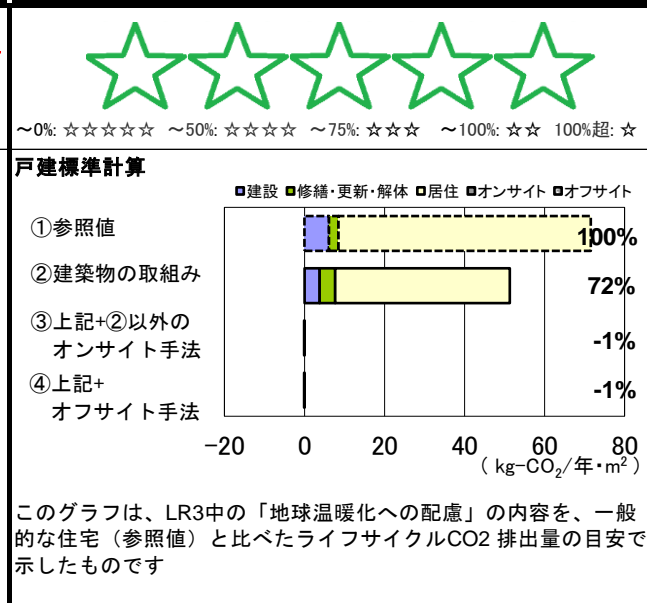 ～0%: ☆☆☆☆☆ ～50%: ☆☆☆☆ ～75%: ☆☆☆ ～100%: ☆☆ 100%超: ☆
戸建標準計算
建設 修繕・更新・解体 居住 オンサイト オフサイト
①参照値
100%
②建築物の取組み
72%
③上記+②以外の
オンサイト手法
-1%
④上記+
オフサイト手法
-1%
-20 0 20 40 60 80
（ kg-CO₂/年・m² ）
このグラフは、LR3中の「地球温暖化への配慮」の内容を、一般
的な住宅（参照値）と比べたライフサイクルCO2 排出量の目安で
示したものです